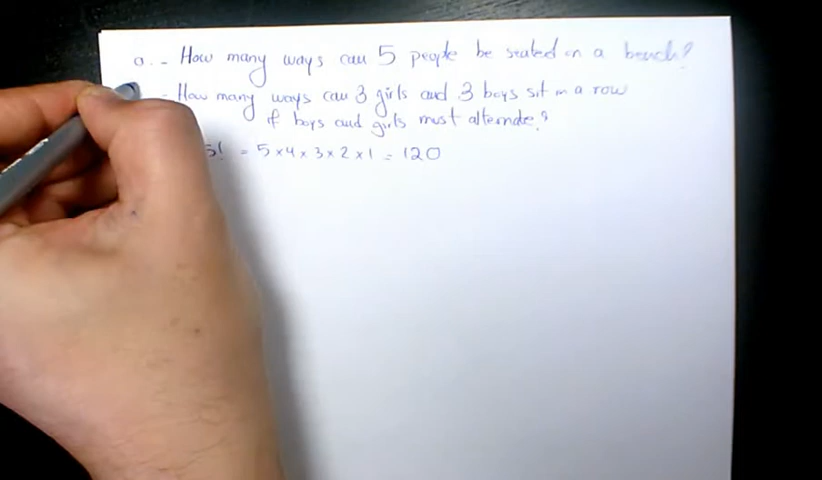 a. - How many ways can 5 people be seated on a bench?
- How many ways can 3 girls and 3 boys sit in a row
if boys and girls must alternate?
5! = 5 x 4 x 3 x 2 x 1 = 120